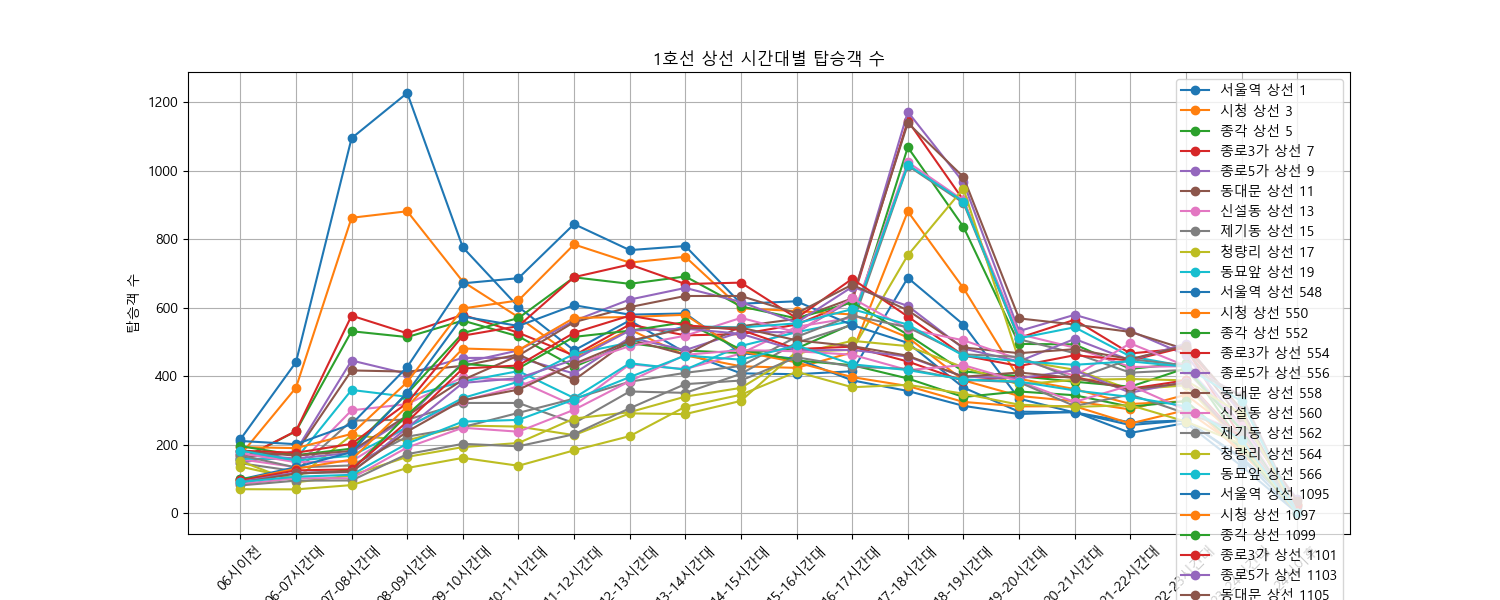 1호선 상선 시간대별 탑승객 수
탑승객 수
1200
1000
800
600
400
200
0
06시이전
06-07시간대
07-08시간대
08-09시간대
09-10시간대
10-11시간대
11-12시간대
12-13시간대
13-14시간대
14-15시간대
15-16시간대
16-17시간대
17-18시간대
18-19시간대
19-20시간대
20-21시간대
21-22시간대
22-23시간대
서울역 상선 1
시청 상선 3
종각 상선 5
종로3가 상선 7
종로5가 상선 9
동대문 상선 11
신설동 상선 13
제기동 상선 15
청량리 상선 17
동묘앞 상선 19
서울역 상선 548
시청 상선 550
종각 상선 552
종로3가 상선 554
종로5가 상선 556
동대문 상선 558
신설동 상선 560
제기동 상선 562
청량리 상선 564
동묘앞 상선 566
서울역 상선 1095
시청 상선 1097
종각 상선 1099
종로3가 상선 1101
종로5가 상선 1103
동대문 상선 1105